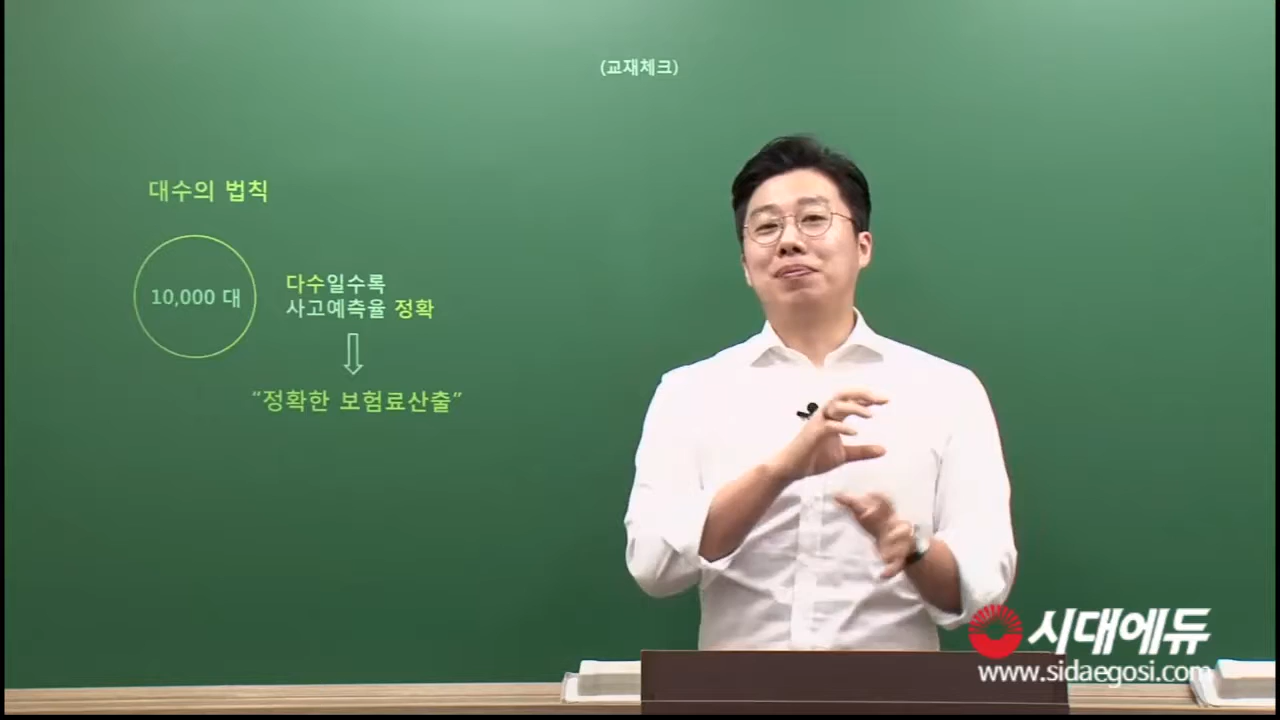 (교재체크)
대수의 법칙
10,000 대
다수일수록
사고예측율 정확
“정확한 보험료산출”
시대에듀
www.sidaegosi.com